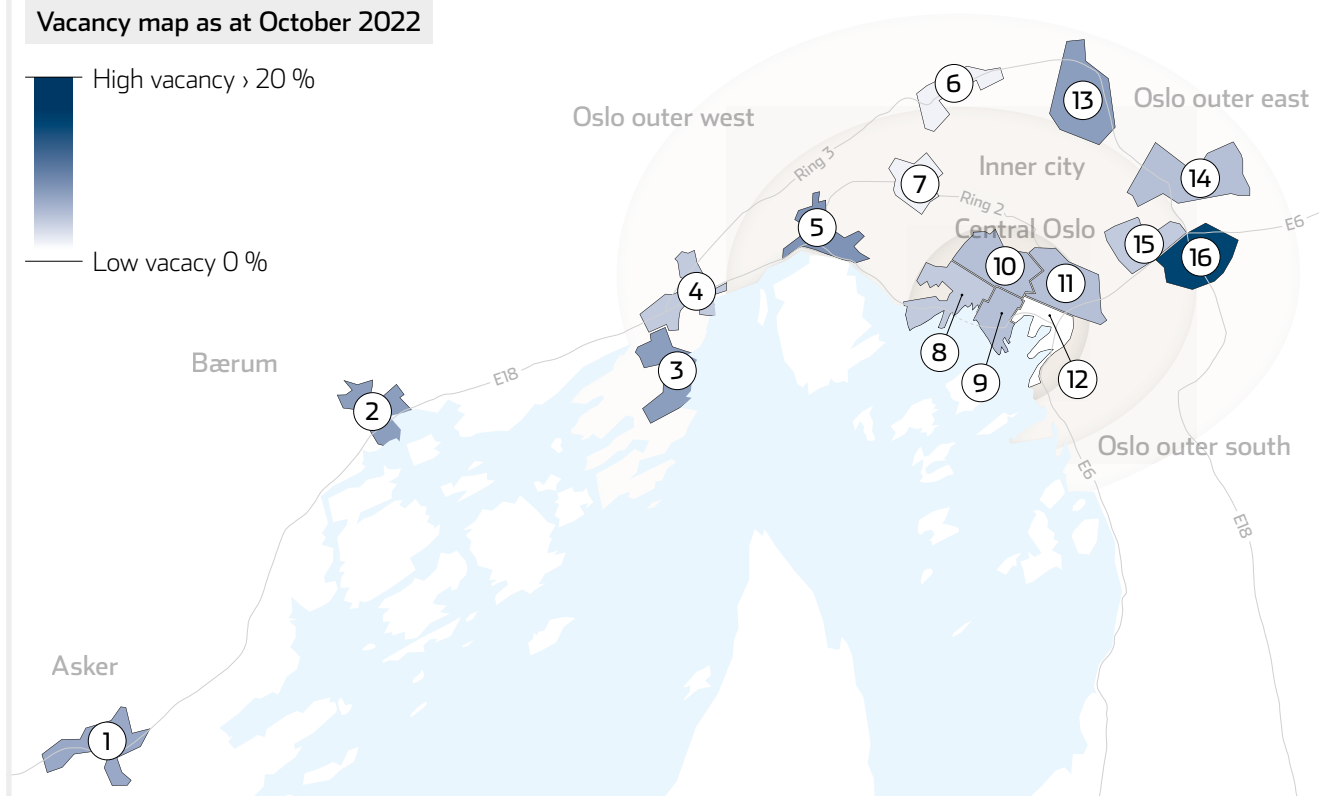 Vacancy map as at October 2022
High vacancy › 20 %
Low vacacy 0 %
6
13
Oslo outer east
Oslo outer west
Ring 3
Inner city
14
7
Ring 2
5
Central Oslo
E6
15
16
10
11
4
8
9
12
Bærum
E18
3
2
Oslo outer south
E6
E18
Asker
1